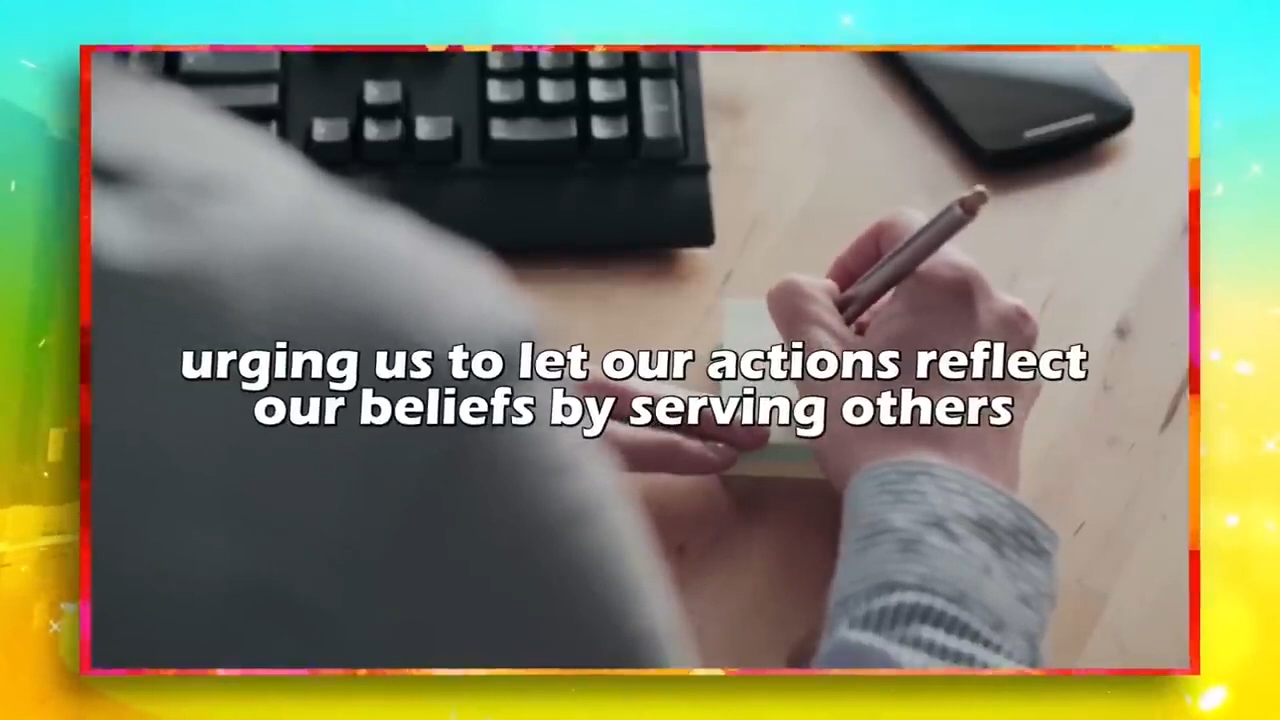 urging us to let our actions reflect
our beliefs by serving others